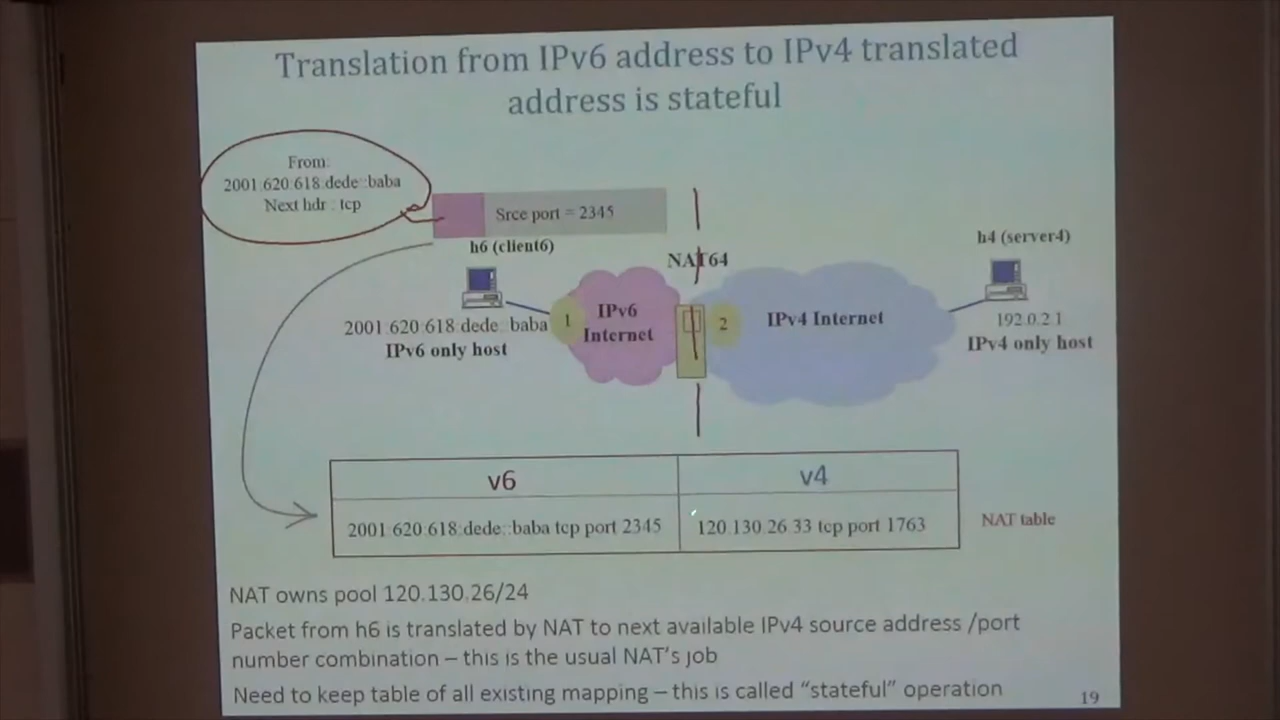 Translation from IPv6 address to IPv4 translated
address is stateful
From:
2001:620:618:dede::baba
Next hdr : tcp
Srce port = 2345
h6 (client6)
NAT64
h4 (server4)
IPv6
Internet
1
2
IPv4 Internet
2001:620:618:dede::baba
IPv6 only host
192.0.2.1
IPv4 only host
v6
v4
2001:620:618:dede::baba tcp port 2345
120.130.26.33 tcp port 1763
NAT table
NAT owns pool 120.130.26/24
Packet from h6 is translated by NAT to next available IPv4 source address /port
number combination – this is the usual NAT's job
Need to keep table of all existing mapping – this is called "stateful" operation
19